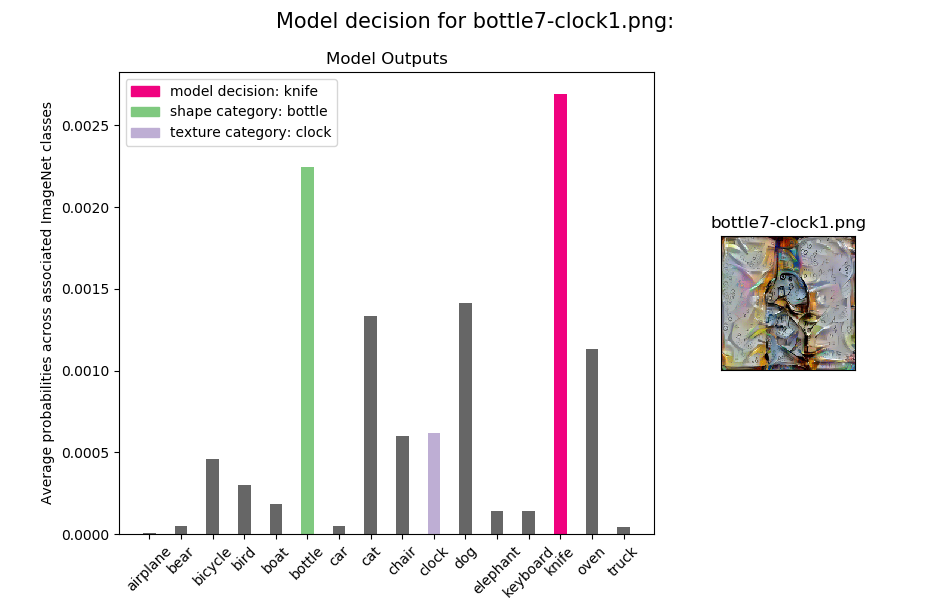 Model decision for bottle7-clock1.png:
Model Outputs
model decision: knife
shape category: bottle
texture category: clock
Average probabilities across associated ImageNet classes
0.0025
0.0020
0.0015
0.0010
0.0005
0.0000
airplane
bear
bicycle
bird
boat
bottle
car
cat
chair
clock
dog
elephant
keyboard
knife
oven
truck
bottle7-clock1.png